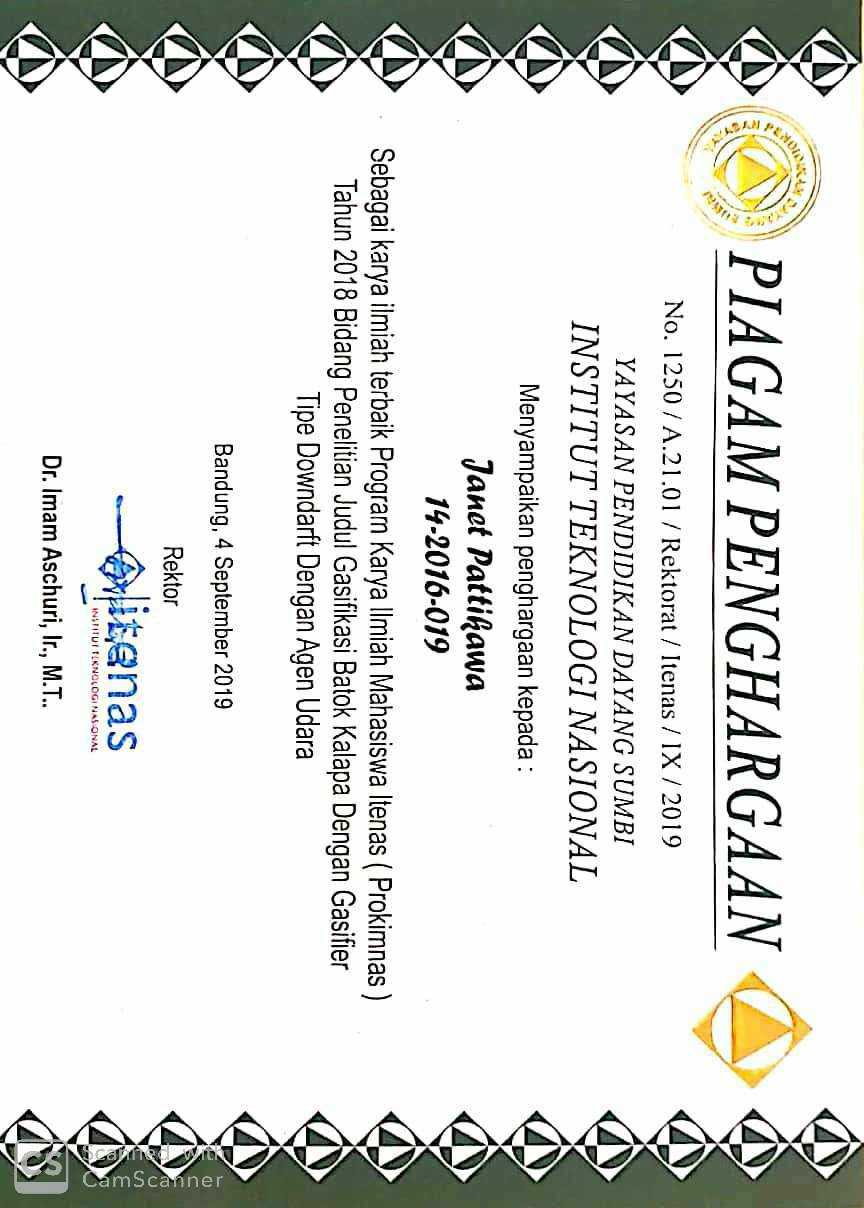 YAYASAN PENDIDIKAN DAYANG SUMBI
PIAGAM PENGHARGAAN
No. 1250 / A.21.01 / Rektorat / Itenas / IX / 2019
YAYASAN PENDIDIKAN DAYANG SUMBI
INSTITUT TEKNOLOGI NASIONAL
Menyampaikan penghargaan kepada :
Janet Pattikawa
14-2016-019
Sebagai karya ilmiah terbaik Program Karya Ilmiah Mahasiswa Itenas ( Prokimnas )
Tahun 2018 Bidang Penelitian Judul Gasifikasi Batok Kalapa Dengan Gasifier
Tipe Downdarft Dengan Agen Udara
Bandung, 4 September 2019
Rektor
itenas
INSTITUT TEKNOLOGI NASIONAL
Dr. Imam Aschuri, Ir., M.T..
CS
Scanned with
CamScanner